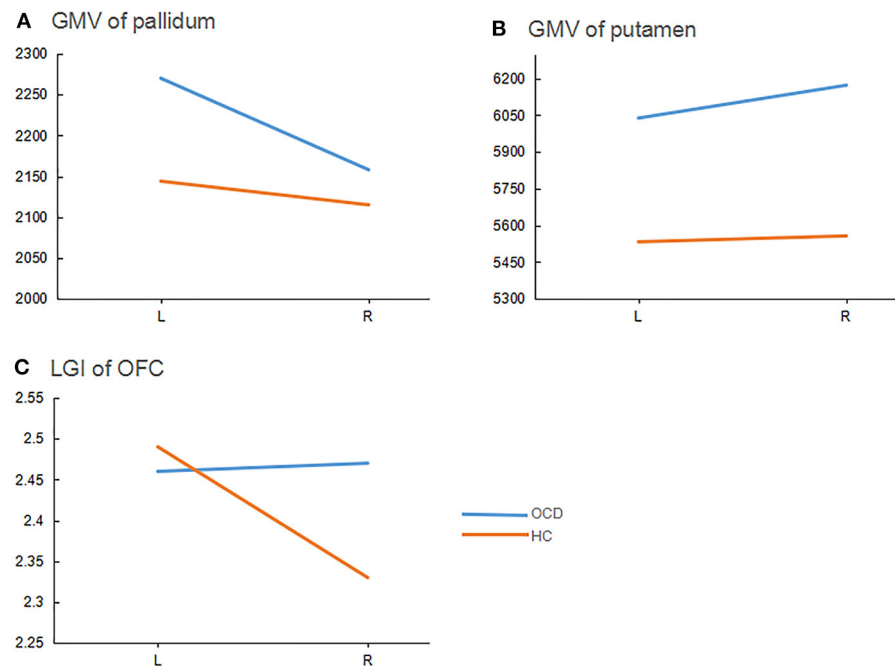 A GMV of pallidum
2300
2250
2200
2150
2100
2050
2000
L R
B GMV of putamen
6200
6050
5900
5750
5600
5450
5300
L R
C LGI of OFC
2.55
2.5
2.45
2.4
2.35
2.3
2.25
L R
OCD
HC